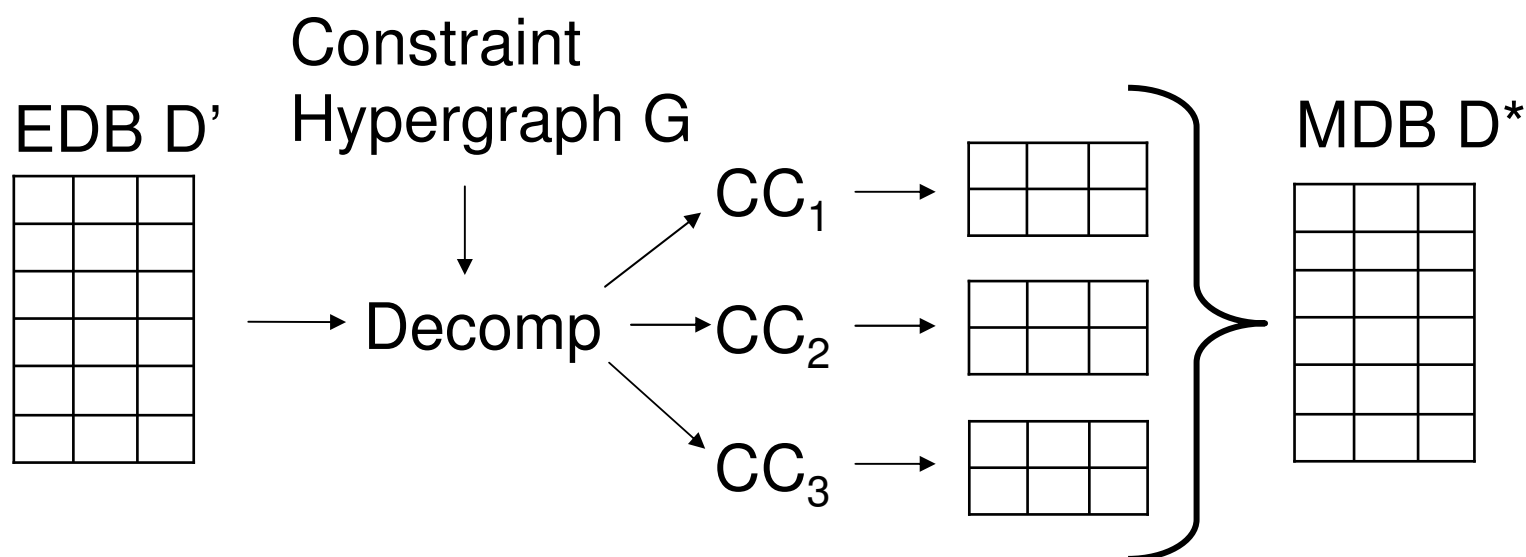 Constraint
Hypergraph G
EDB D’
MDB D*
Decomp
CC₁
CC₂
CC₃